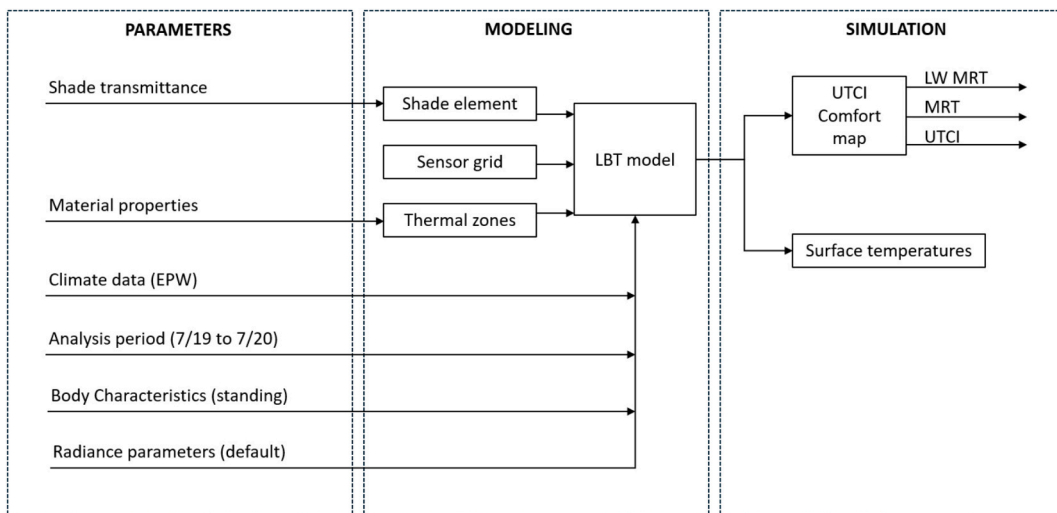 PARAMETERS
MODELING
SIMULATION
Shade transmittance
Material properties
Climate data (EPW)
Analysis period (7/19 to 7/20)
Body Characteristics (standing)
Radiance parameters (default)
Shade element
Sensor grid
Thermal zones
LBT model
UTCI
Comfort
map
LW MRT
MRT
UTCI
Surface temperatures